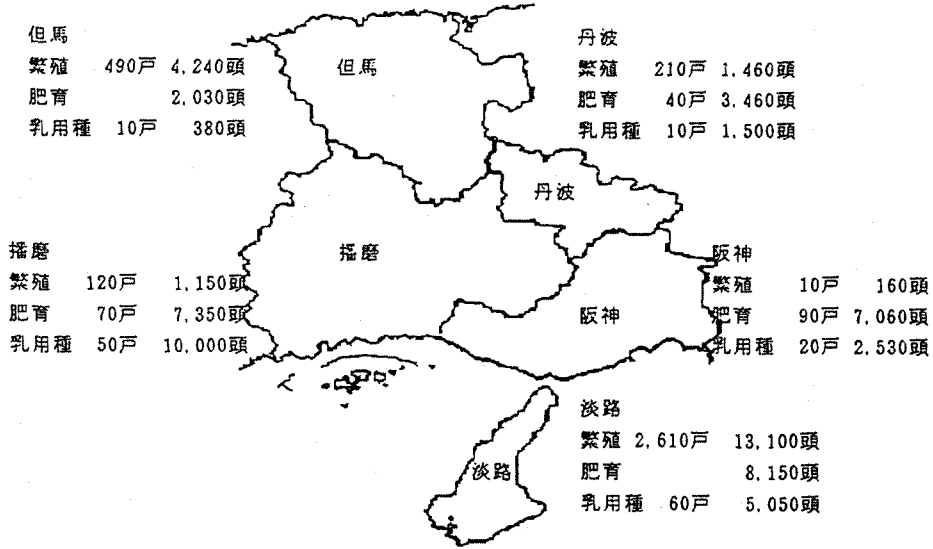 但馬
繁殖 490戸 4,240頭
肥育 2,030頭
乳用種 10戸 380頭
丹波
繁殖 210戸 1,460頭
肥育 40戸 3,460頭
乳用種 10戸 1,500頭
但馬
丹波
播磨
繁殖 120戸 1,150頭
肥育 70戸 7,350頭
乳用種 50戸 10,000頭
播磨
阪神
阪神
繁殖 10戸 160頭
肥育 90戸 7,060頭
乳用種 20戸 2,530頭
淡路
繁殖 2,610戸 13,100頭
肥育 8,150頭
乳用種 60戸 5,050頭
淡路